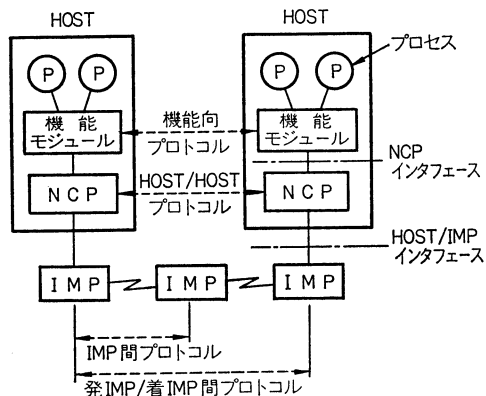 HOST
HOST
P
P
P
P
プロセス
機能
モジュール
機能向
プロトコル
機能
モジュール
NCP
インタフェース
NCP
HOST/HOST
プロトコル
NCP
HOST/IMP
インタフェース
IMP
IMP
IMP
IMP間プロトコル
発IMP/着IMP間プロトコル